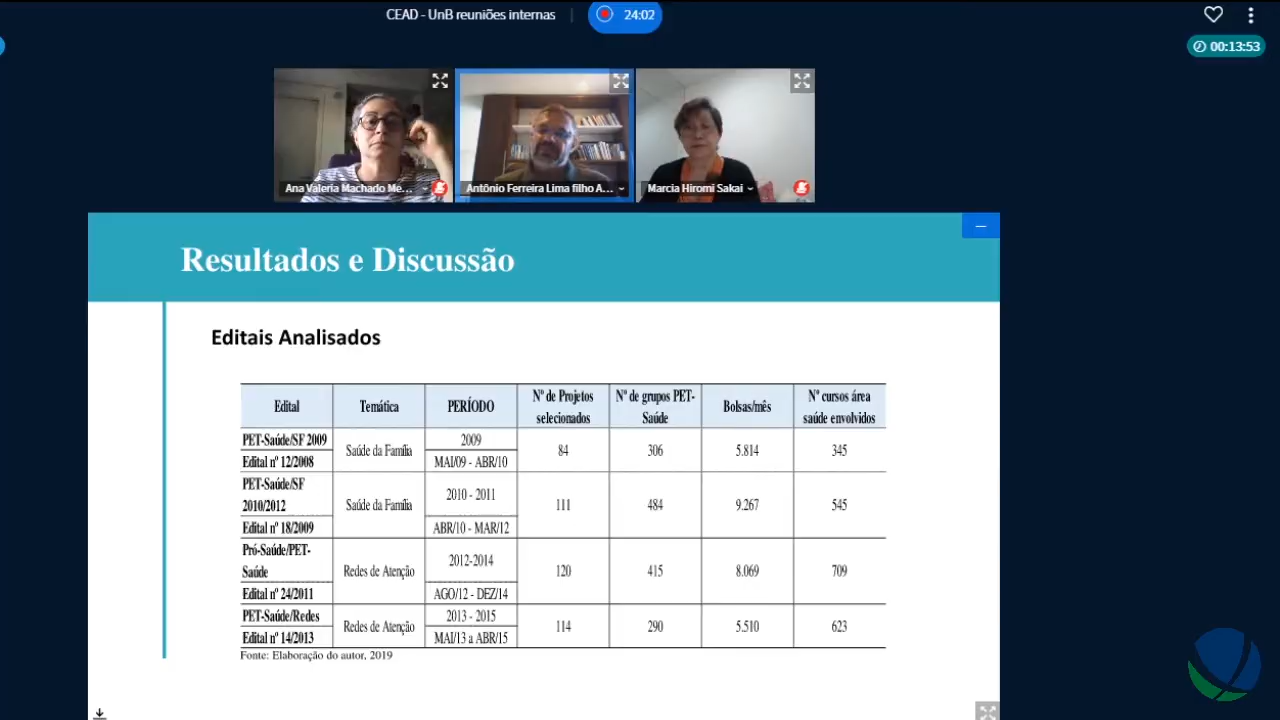 CEAD - UnB reuniões internas
24:02
00:13:53
Ana Valeria Machado Me...
Antônio Ferreira Lima filho A...
Marcia Hiromi Sakai
Resultados e Discussão
Editais Analisados
Edital Temática PERÍODO Nº de Projetos selecionados Nº de grupos PET-Saúde Bolsas/mês Nº cursos área saúde envolvidos
PET-Saúde/SF 2009 Saúde da Família 2009 84 306 5.814 345
Edital nº 12/2008 MAI/09 - ABR/10
PET-Saúde/SF
2010/2012 Saúde da Família 2010 - 2011 111 484 9.267 545
Edital nº 18/2009 ABR/10 - MAR/12
Pró-Saúde/PET-
Saúde Redes de Atenção 2012-2014 120 415 8.069 709
Edital nº 24/2011 AGO/12 - DEZ/14
PET-Saúde/Redes Redes de Atenção 2013 - 2015 114 290 5.510 623
Edital nº 14/2013 MAI/13 a ABR/15
Fonte: Elaboração do autor, 2019